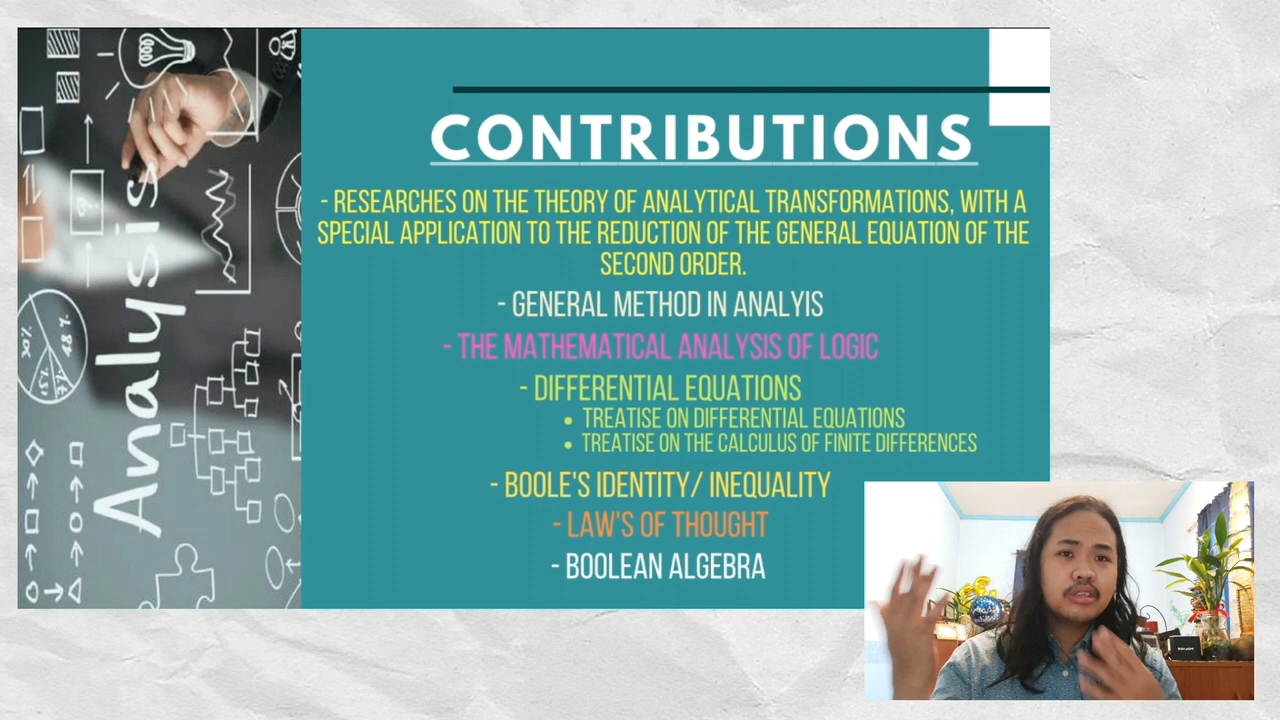 CONTRIBUTIONS
- RESEARCHES ON THE THEORY OF ANALYTICAL TRANSFORMATIONS, WITH A
SPECIAL APPLICATION TO THE REDUCTION OF THE GENERAL EQUATION OF THE
SECOND ORDER.
- GENERAL METHOD IN ANALYIS
- THE MATHEMATICAL ANALYSIS OF LOGIC
- DIFFERENTIAL EQUATIONS
• TREATISE ON DIFFERENTIAL EQUATIONS
• TREATISE ON THE CALCULUS OF FINITE DIFFERENCES
- BOOLE'S IDENTITY/ INEQUALITY
- LAW'S OF THOUGHT
- BOOLEAN ALGEBRA
Analysis
?
48%